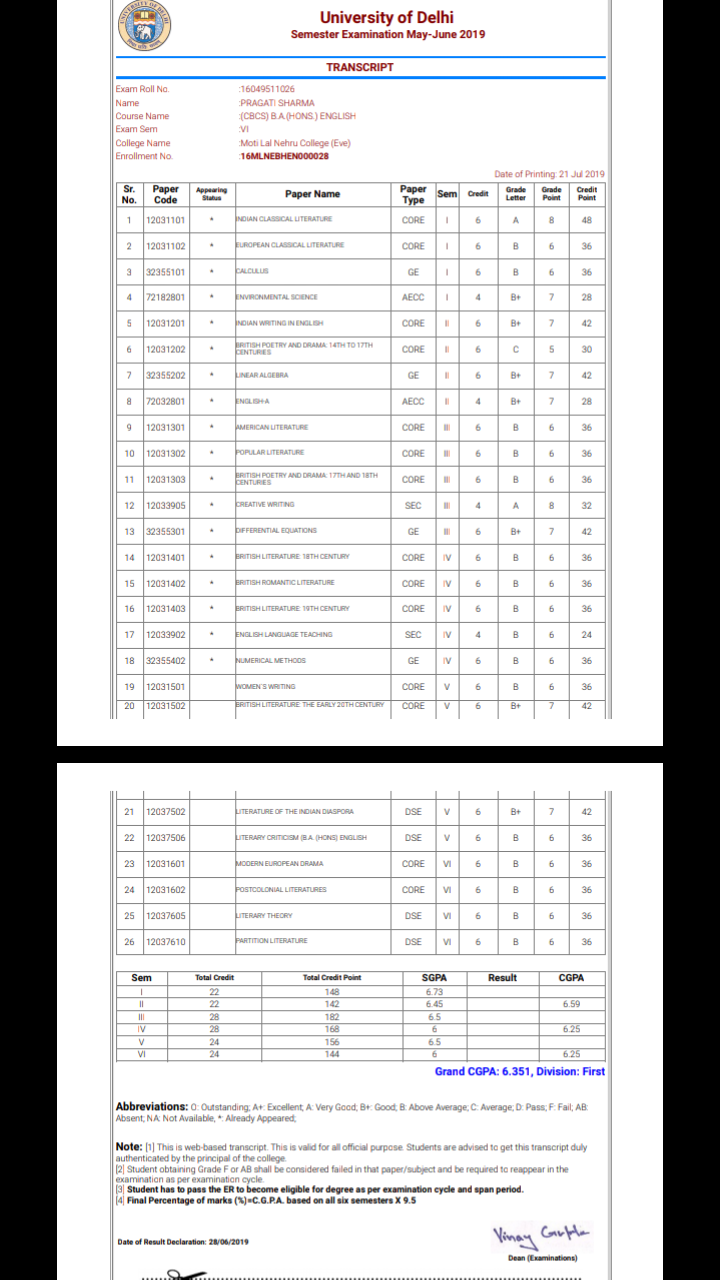 University of Delhi
Semester Examination May-June 2019
TRANSCRIPT
Exam Roll No. :16049511026
Name :PRAGATI SHARMA
Course Name :(CBCS) B.A.(HONS.) ENGLISH
Exam Sem :VI
College Name :Moti Lal Nehru College (Eve)
Enrollment No. :16MLNEBHEN000028
Date of Printing: 21 Jul 2019
Sr. No. Paper Code Appearing Status Paper Name Paper Type Sem Credit Grade Letter Grade Point Credit Point
1 12031101 * INDIAN CLASSICAL LITERATURE CORE I 6 A 8 48
2 12031102 * EUROPEAN CLASSICAL LITERATURE CORE I 6 B 6 36
3 32355101 * CALCULUS GE I 6 B 6 36
4 72182801 * ENVIRONMENTAL SCIENCE AECC I 4 B+ 7 28
5 12031201 * INDIAN WRITING IN ENGLISH CORE II 6 B+ 7 42
6 12031202 * BRITISH POETRY AND DRAMA: 14TH TO 17TH CENTURIES CORE II 6 C 5 30
7 32355202 * LINEAR ALGEBRA GE II 6 B+ 7 42
8 72032801 * ENGLISH-A AECC II 4 B+ 7 28
9 12031301 * AMERICAN LITERATURE CORE III 6 B 6 36
10 12031302 * POPULAR LITERATURE CORE III 6 B 6 36
11 12031303 * BRITISH POETRY AND DRAMA: 17TH AND 18TH CENTURIES CORE III 6 B 6 36
12 12033905 * CREATIVE WRITING SEC III 4 A 8 32
13 32355301 * DIFFERENTIAL EQUATIONS GE III 6 B+ 7 42
14 12031401 * BRITISH LITERATURE: 18TH CENTURY CORE IV 6 B 6 36
15 12031402 * BRITISH ROMANTIC LITERATURE CORE IV 6 B 6 36
16 12031403 * BRITISH LITERATURE: 19TH CENTURY CORE IV 6 B 6 36
17 12033902 * ENGLISH LANGUAGE TEACHING SEC IV 4 B 6 24
18 32355402 * NUMERICAL METHODS GE IV 6 B 6 36
19 12031501 WOMEN'S WRITING CORE V 6 B 6 36
20 12031502 BRITISH LITERATURE: THE EARLY 20TH CENTURY CORE V 6 B+ 7 42
21 12037502 LITERATURE OF THE INDIAN DIASPORA DSE V 6 B+ 7 42
22 12037506 LITERARY CRITICISM (B.A. (HONS) ENGLISH DSE V 6 B 6 36
23 12031601 MODERN EUROPEAN DRAMA CORE VI 6 B 6 36
24 12031602 POSTCOLONIAL LITERATURES CORE VI 6 B 6 36
25 12037605 LITERARY THEORY DSE VI 6 B 6 36
26 12037610 PARTITION LITERATURE DSE VI 6 B 6 36
Sem Total Credit Total Credit Point SGPA Result CGPA
I 22 148 6.73
II 22 142 6.45 6.59
III 28 182 6.5
IV 28 168 6 6.25
V 24 156 6.5
VI 24 144 6 6.25
Grand CGPA: 6.351, Division: First
Abbreviations: O: Outstanding; A+: Excellent; A: Very Good; B+: Good; B: Above Average; C: Average; D: Pass; F: Fail; AB:
Absent; NA: Not Available, *: Already Appeared;
Note: [1] This is web-based transcript. This is valid for all official purpose. Students are advised to get this transcript duly
authenticated by the principal of the college.
[2] Student obtaining Grade F or AB shall be considered failed in that paper/subject and be required to reappear in the
examination as per examination cycle.
[3] Student has to pass the ER to become eligible for degree as per examination cycle and span period.
[4] Final Percentage of marks (%)=C.G.P.A. based on all six semesters X 9.5
Vinay Gupta
Date of Result Declaration: 28/06/2019
Dean (Examinations)